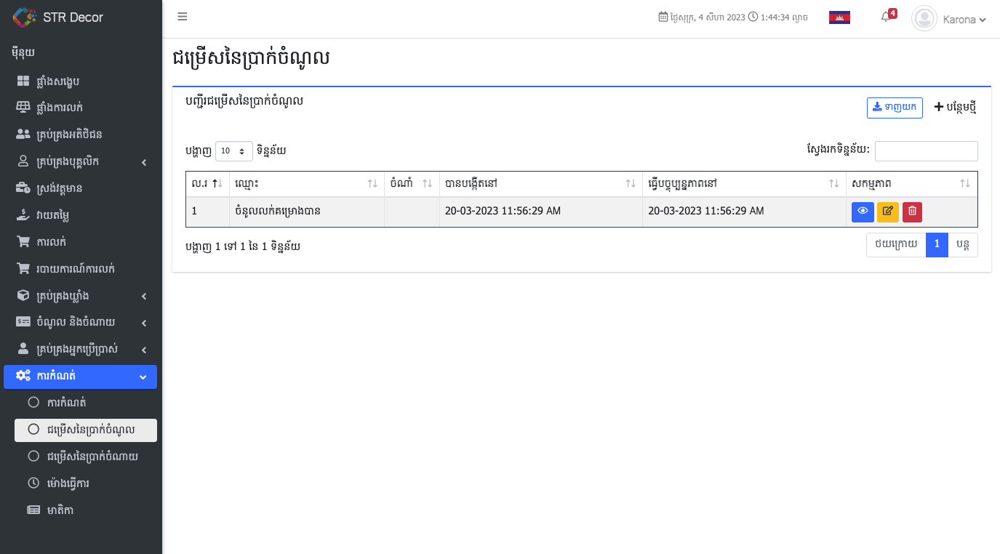 STR Decor
ថ្ងៃសុក្រ, 4 សីហា 2023 1:44:34 ល្ងាច
4
Karona
ម៉ីនុយ
ផ្លាំងសង្ខេប
ផ្លាំងការលក់
គ្រប់គ្រងអតិថិជន
គ្រប់គ្រងបុគ្គលិក
ស្រង់វត្តមាន
វាយតម្លៃ
ការលក់
របាយការណ៍ការលក់
គ្រប់គ្រងឃ្លាំង
ចំណូល និងចំណាយ
គ្រប់គ្រងអ្នកប្រើប្រាស់
ការកំណត់
ការកំណត់
ជម្រើសនៃប្រាក់ចំណូល
ជម្រើសនៃប្រាក់ចំណាយ
ម៉ោងធ្វើការ
មាតិកា
ជម្រើសនៃប្រាក់ចំណូល
បញ្ជីរជម្រើសនៃប្រាក់ចំណូល
ទាញយក
បន្ថែមថ្មី
បង្ហាញ 10 ទិន្នន័យ
ស្វែងរកទិន្នន័យ:
ល.រ ឈ្មោះ ចំណាំ បានបង្កើតនៅ ធ្វើបច្ចុប្បន្នភាពនៅ សកម្មភាព
1 ចំនូលលក់គម្រោងបាន 20-03-2023 11:56:29 AM 20-03-2023 11:56:29 AM
បង្ហាញ 1 ទៅ 1 នៃ 1 ទិន្នន័យ
ថយក្រោយ 1 បន្ត